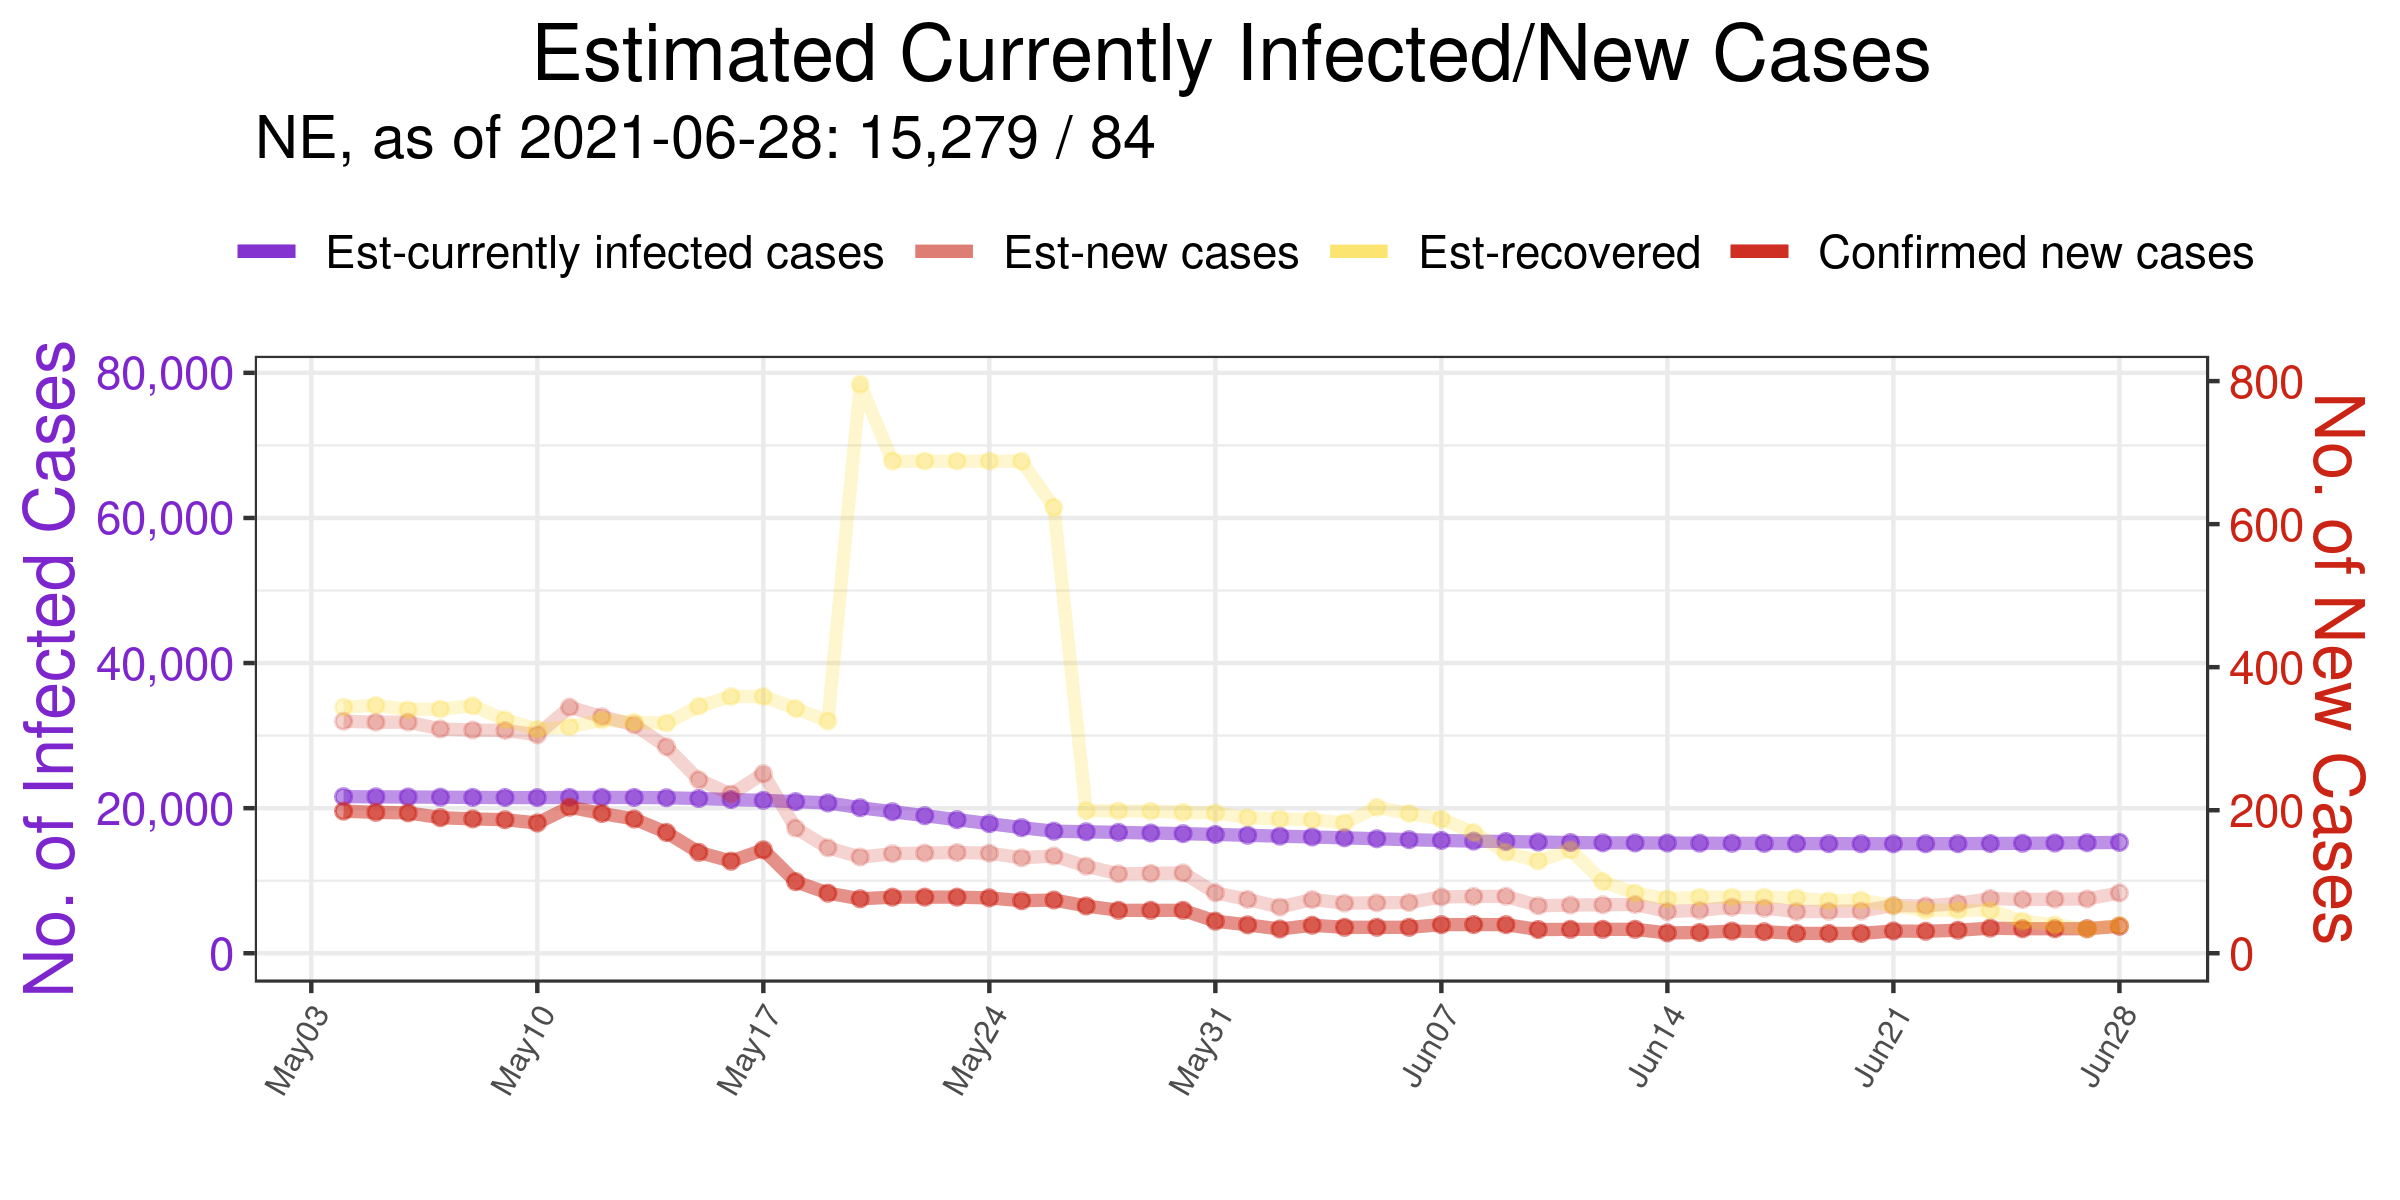 Estimated Currently Infected/New Cases
NE, as of 2021-06-28: 15,279 / 84
Est-currently infected cases Est-new cases Est-recovered Confirmed new cases
No. of Infected Cases
80,000
60,000
40,000
20,000
0
800
600
400
200
0
No. of New Cases
May03 May10 May17 May24 May31 Jun07 Jun14 Jun21 Jun28